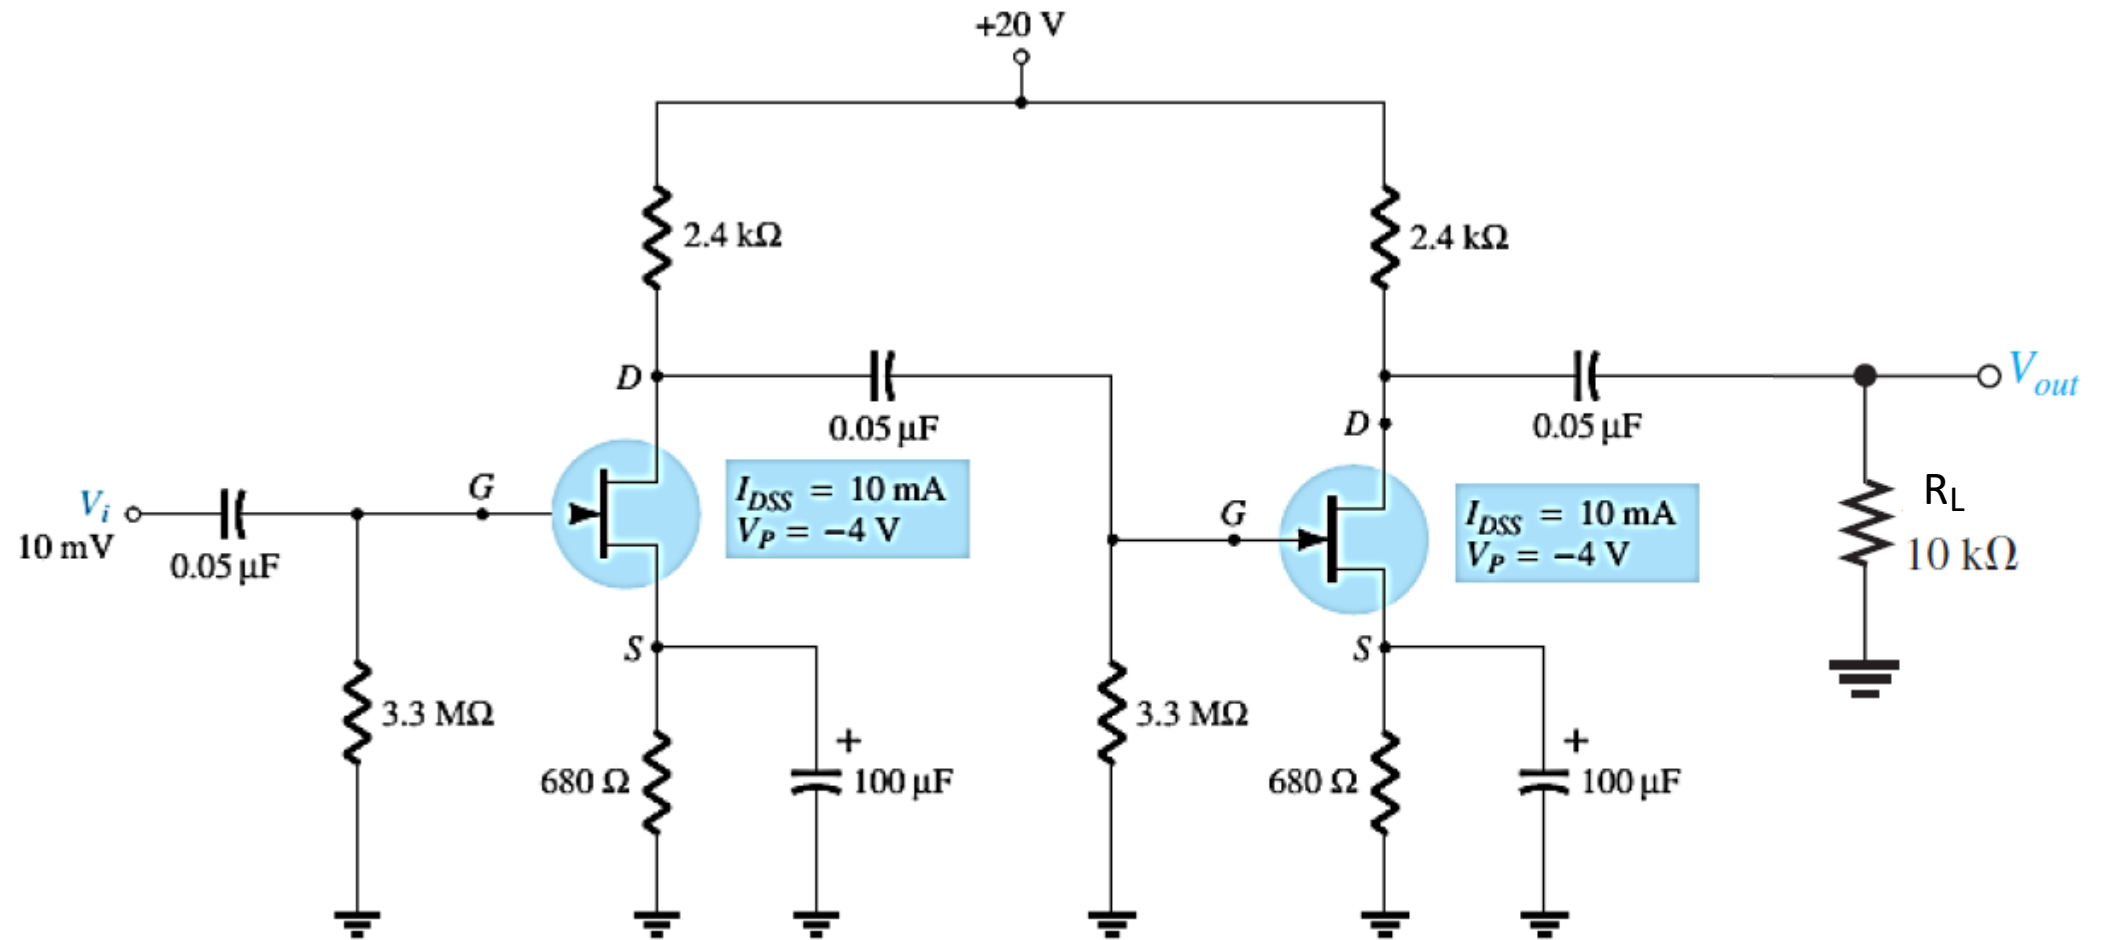 +20 V
2.4 kΩ
2.4 kΩ
D
0.05 µF
D
0.05 µF
V_out
V_i
10 mV
0.05 µF
G
I_DSS = 10 mA
V_P = −4 V
G
I_DSS = 10 mA
V_P = −4 V
R_L
10 kΩ
S
S
3.3 MΩ
680 Ω
+
100 µF
3.3 MΩ
680 Ω
+
100 µF